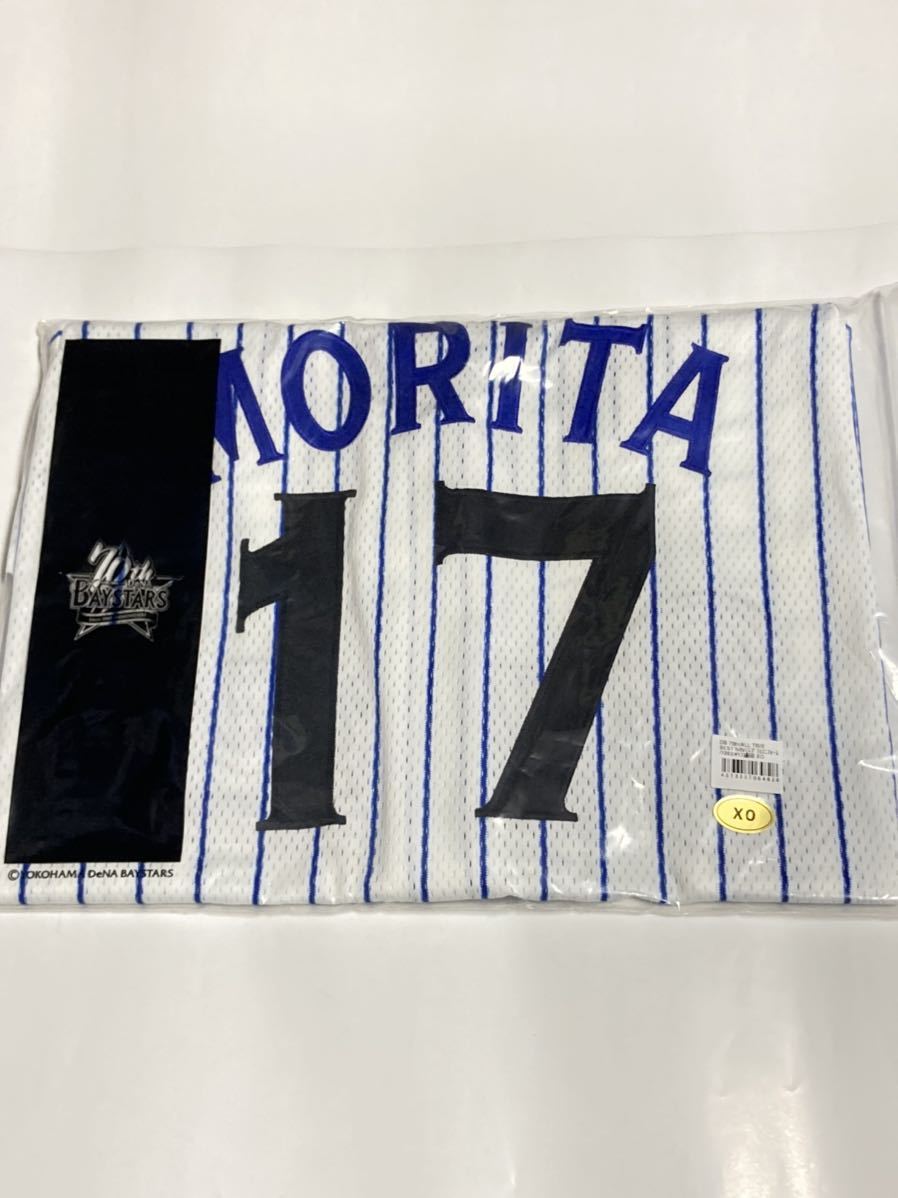 MORITA
17
70th
BAYSTARS
XO
©YOKOHAMA DeNA BAYSTARS